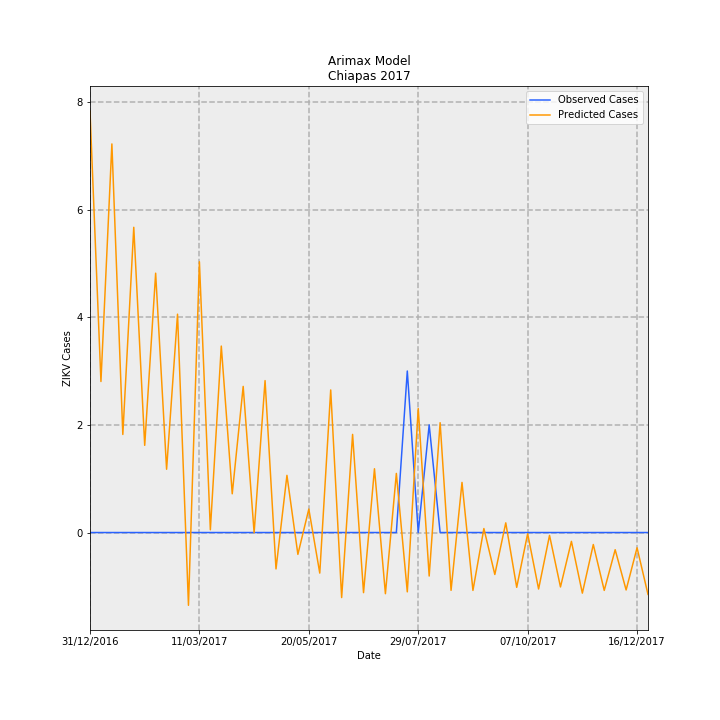 Arimax Model
Chiapas 2017
Observed Cases
Predicted Cases
8
6
4
2
0
ZIKV Cases
31/12/2016 11/03/2017 20/05/2017 29/07/2017 07/10/2017 16/12/2017
Date